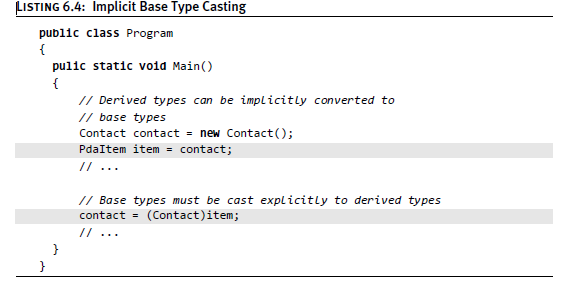 LISTING 6.4: Implicit Base Type Casting
public class Program
{
pulic static void Main()
{
// Derived types can be implicitly converted to
// base types
Contact contact = new Contact();
PdaItem item = contact;
// ...
// Base types must be cast explicitly to derived types
contact = (Contact)item;
// ...
}
}